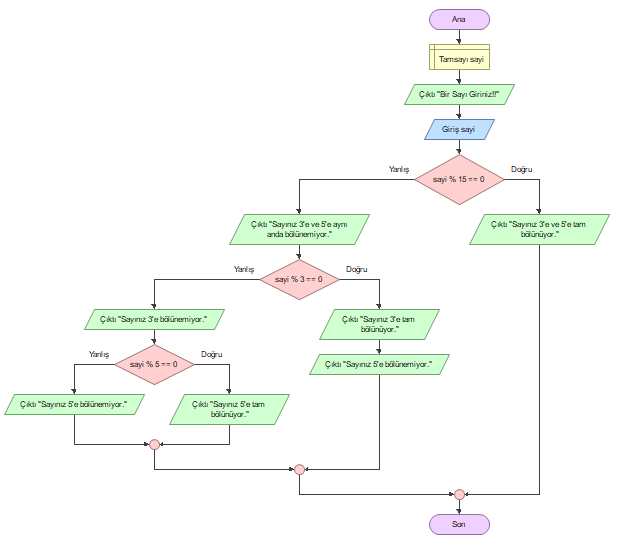 Ana
Tamsayı sayi
Çıktı "Bir Sayı Giriniz!!"
Giriş sayi
sayi % 15 == 0
Yanlış
Doğru
Çıktı "Sayınız 3'e ve 5'e aynı
anda bölünemiyor."
Çıktı "Sayınız 3'e ve 5'e tam
bölünüyor."
sayi % 3 == 0
Yanlış
Doğru
Çıktı "Sayınız 3'e bölünemiyor."
Çıktı "Sayınız 3'e tam
bölünüyor."
sayi % 5 == 0
Yanlış
Doğru
Çıktı "Sayınız 5'e bölünemiyor."
Çıktı "Sayınız 5'e bölünemiyor."
Çıktı "Sayınız 5'e tam
bölünüyor."
Son